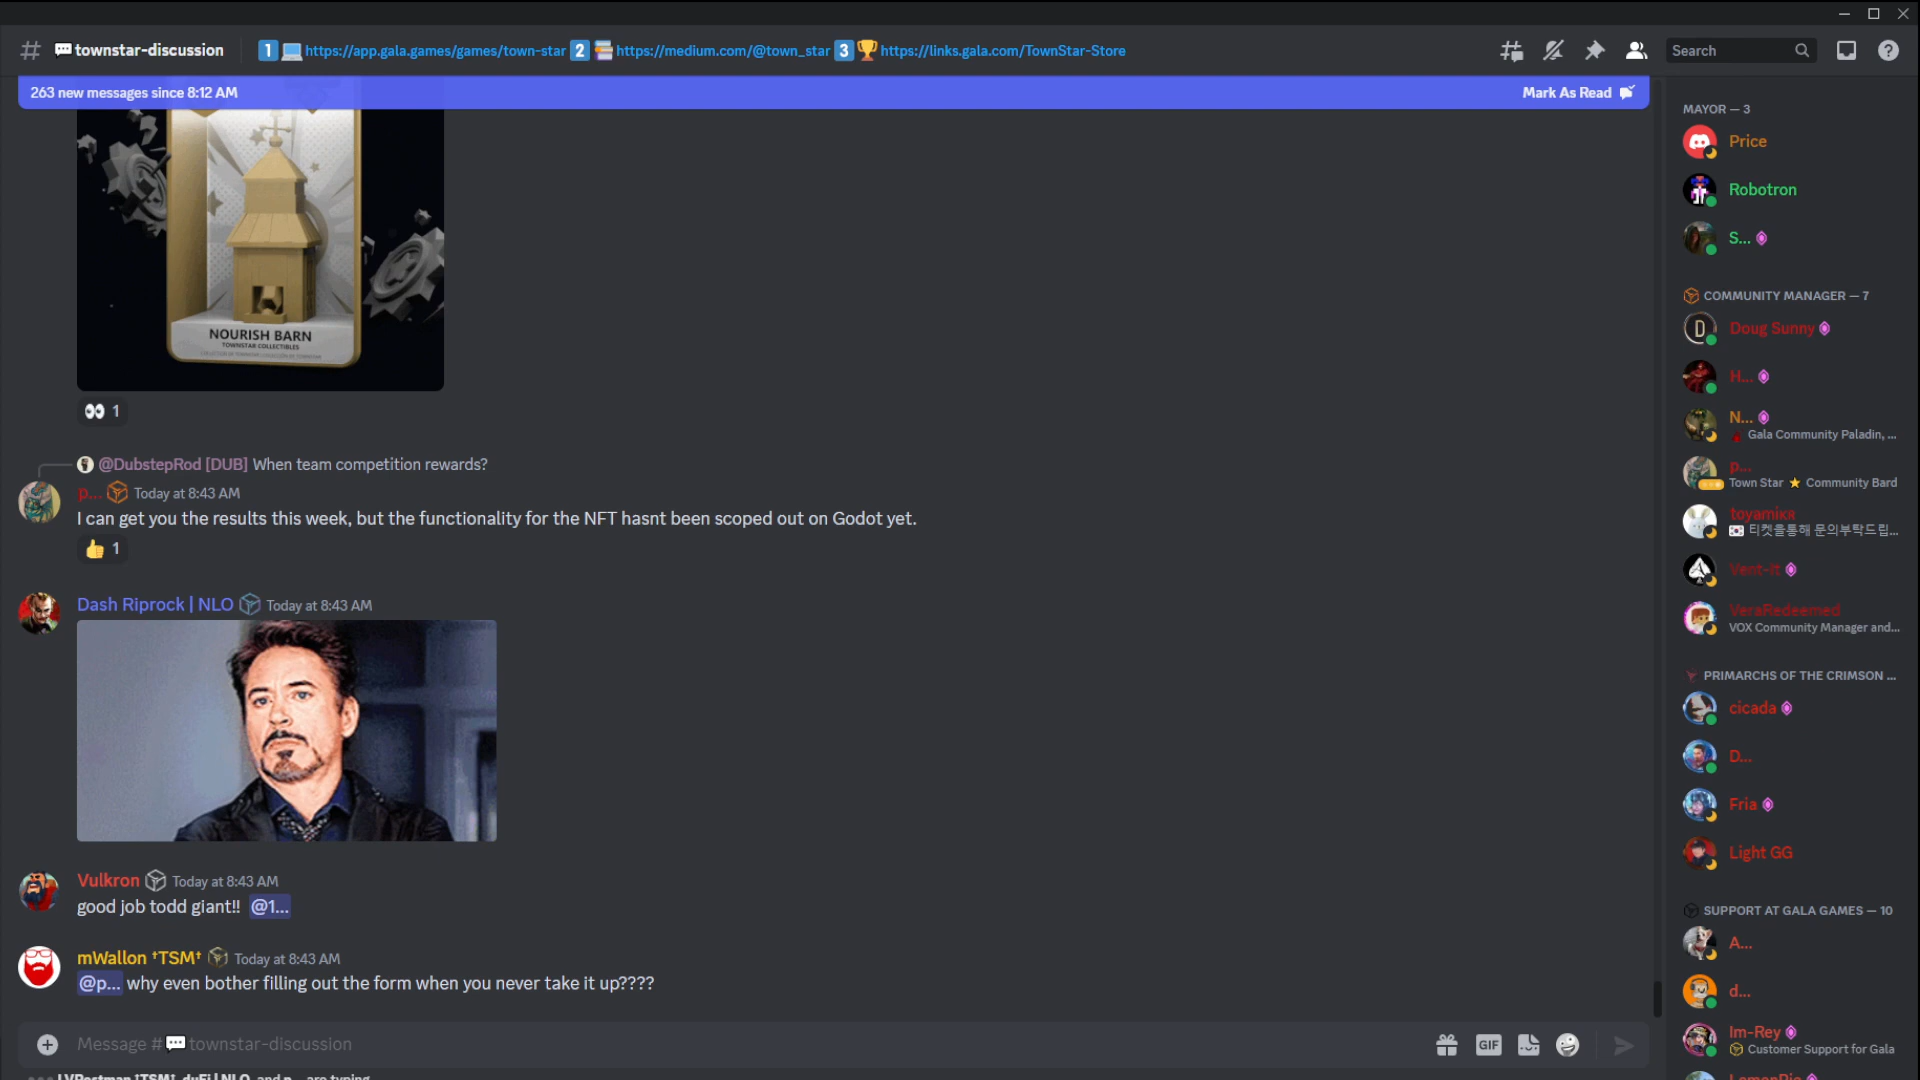 townstar-discussion
1 https://app.gala.games/games/town-star 2 https://medium.com/@town_star 3 https://links.gala.com/TownStar-Store
Search
263 new messages since 8:12 AM
Mark As Read
NOURISH BARN
TOWNSTAR COLLECTIBLES
1
@DubstepRod [DUB] When team competition rewards?
p... Today at 8:43 AM
I can get you the results this week, but the functionality for the NFT hasnt been scoped out on Godot yet.
1
Dash Riprock | NLO Today at 8:43 AM
Vulkron Today at 8:43 AM
good job todd giant!! @1...
mWallon †TSM† Today at 8:43 AM
@p... why even bother filling out the form when you never take it up????
Message # townstar-discussion
GIF
MAYOR — 3
Price
Robotron
S...
COMMUNITY MANAGER — 7
D
Doug Sunny
H...
N...
Gala Community Paladin, ...
p...
Town Star ⭐ Community Bard
toyamiKR
티켓을통해 문의부탁드립...
Vent-It
VeraRedeemed
VOX Community Manager and...
PRIMARCHS OF THE CRIMSON ...
cicada
D...
Fria
Light GG
SUPPORT AT GALA GAMES — 10
A...
d...
Im-Rey
Customer Support for Gala